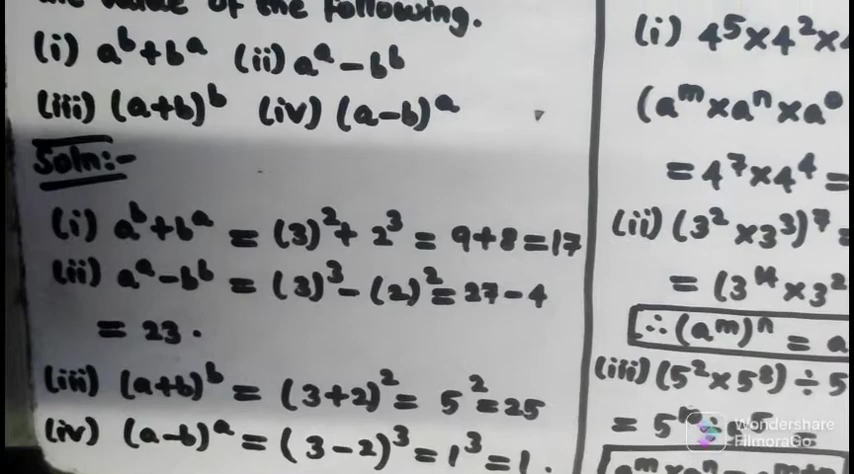 the value of the following.
(i) a^b+b^a (ii) a^a-b^b
(iii) (a+b)^b (iv) (a-b)^a
Soln:-
(i) a^b+b^a = (3)^2+ 2^3 = 9+8=17
(ii) a^a-b^b = (3)^3-(2)^2=27-4
= 23.
(iii) (a+b)^b = (3+2)^2= 5^2=25
(iv) (a-b)^a=(3-2)^3=1^3=1.
(i) 4^5×4^2×
(a^m×a^n×a^o
=4^7×4^4=
(ii) (3^2×3^3)^7=
= (3^14×3^2
∴(a^m)^n = a
(iii) (5^2×5^8)÷5
= 5
Wondershare
FilmoraGo